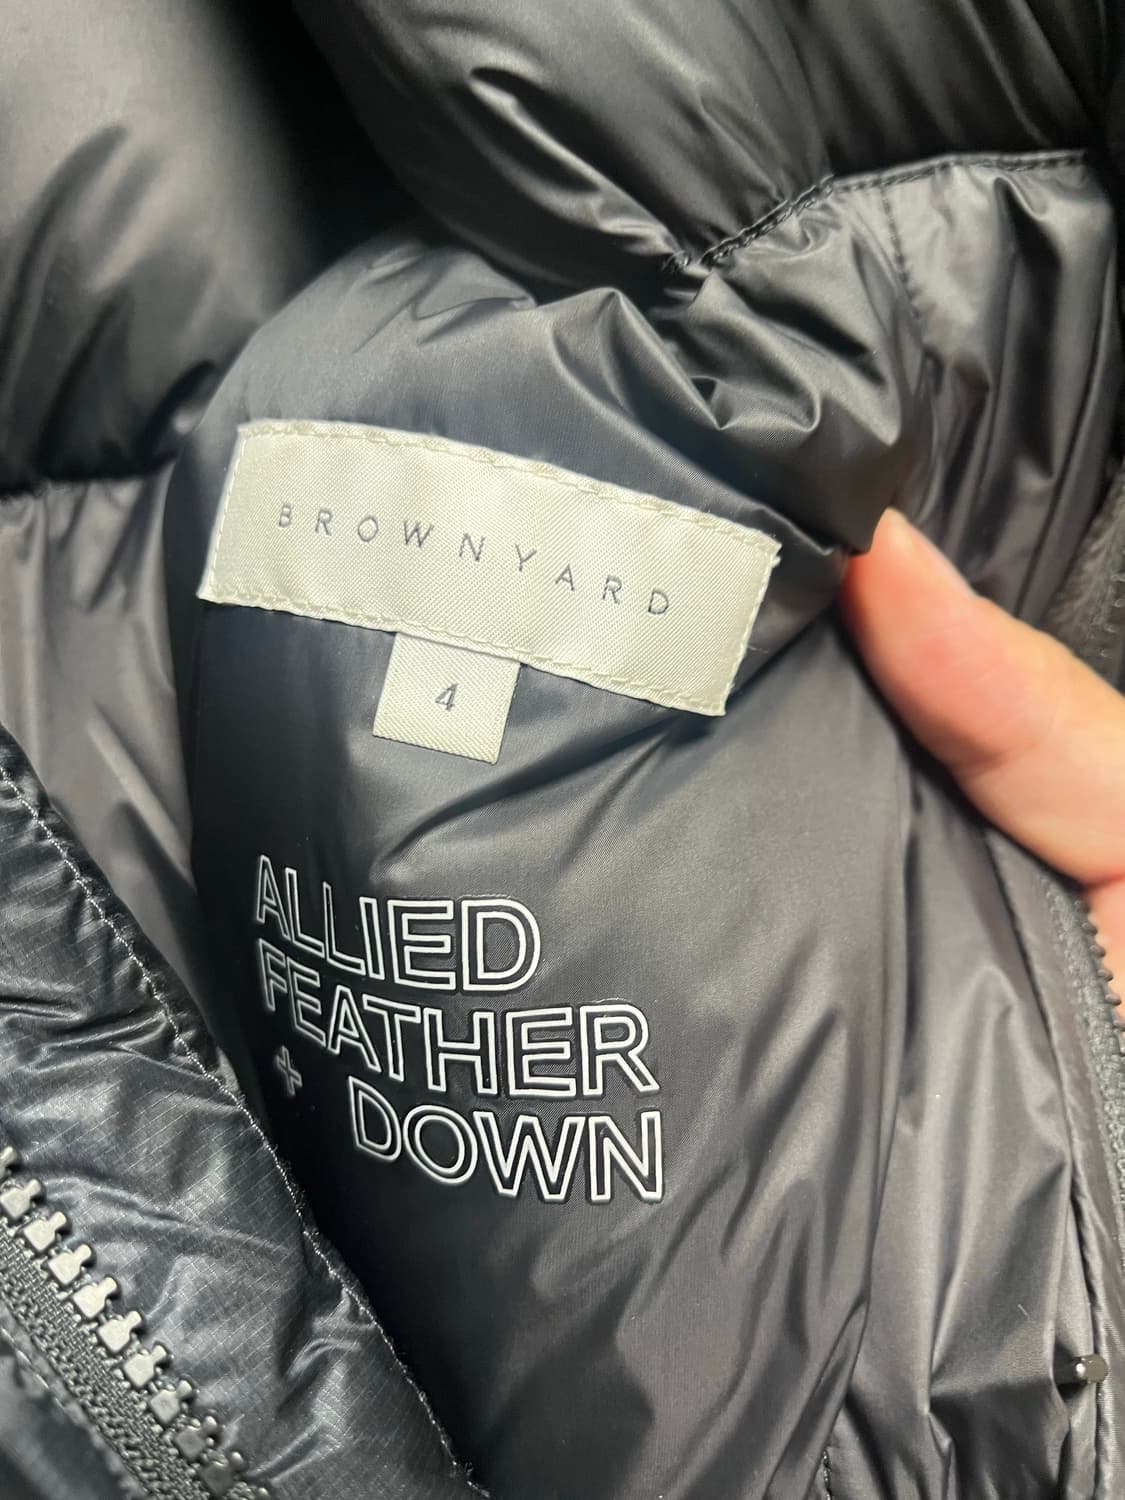 BROWNYARD
4
ALLIED
FEATHER
+ DOWN